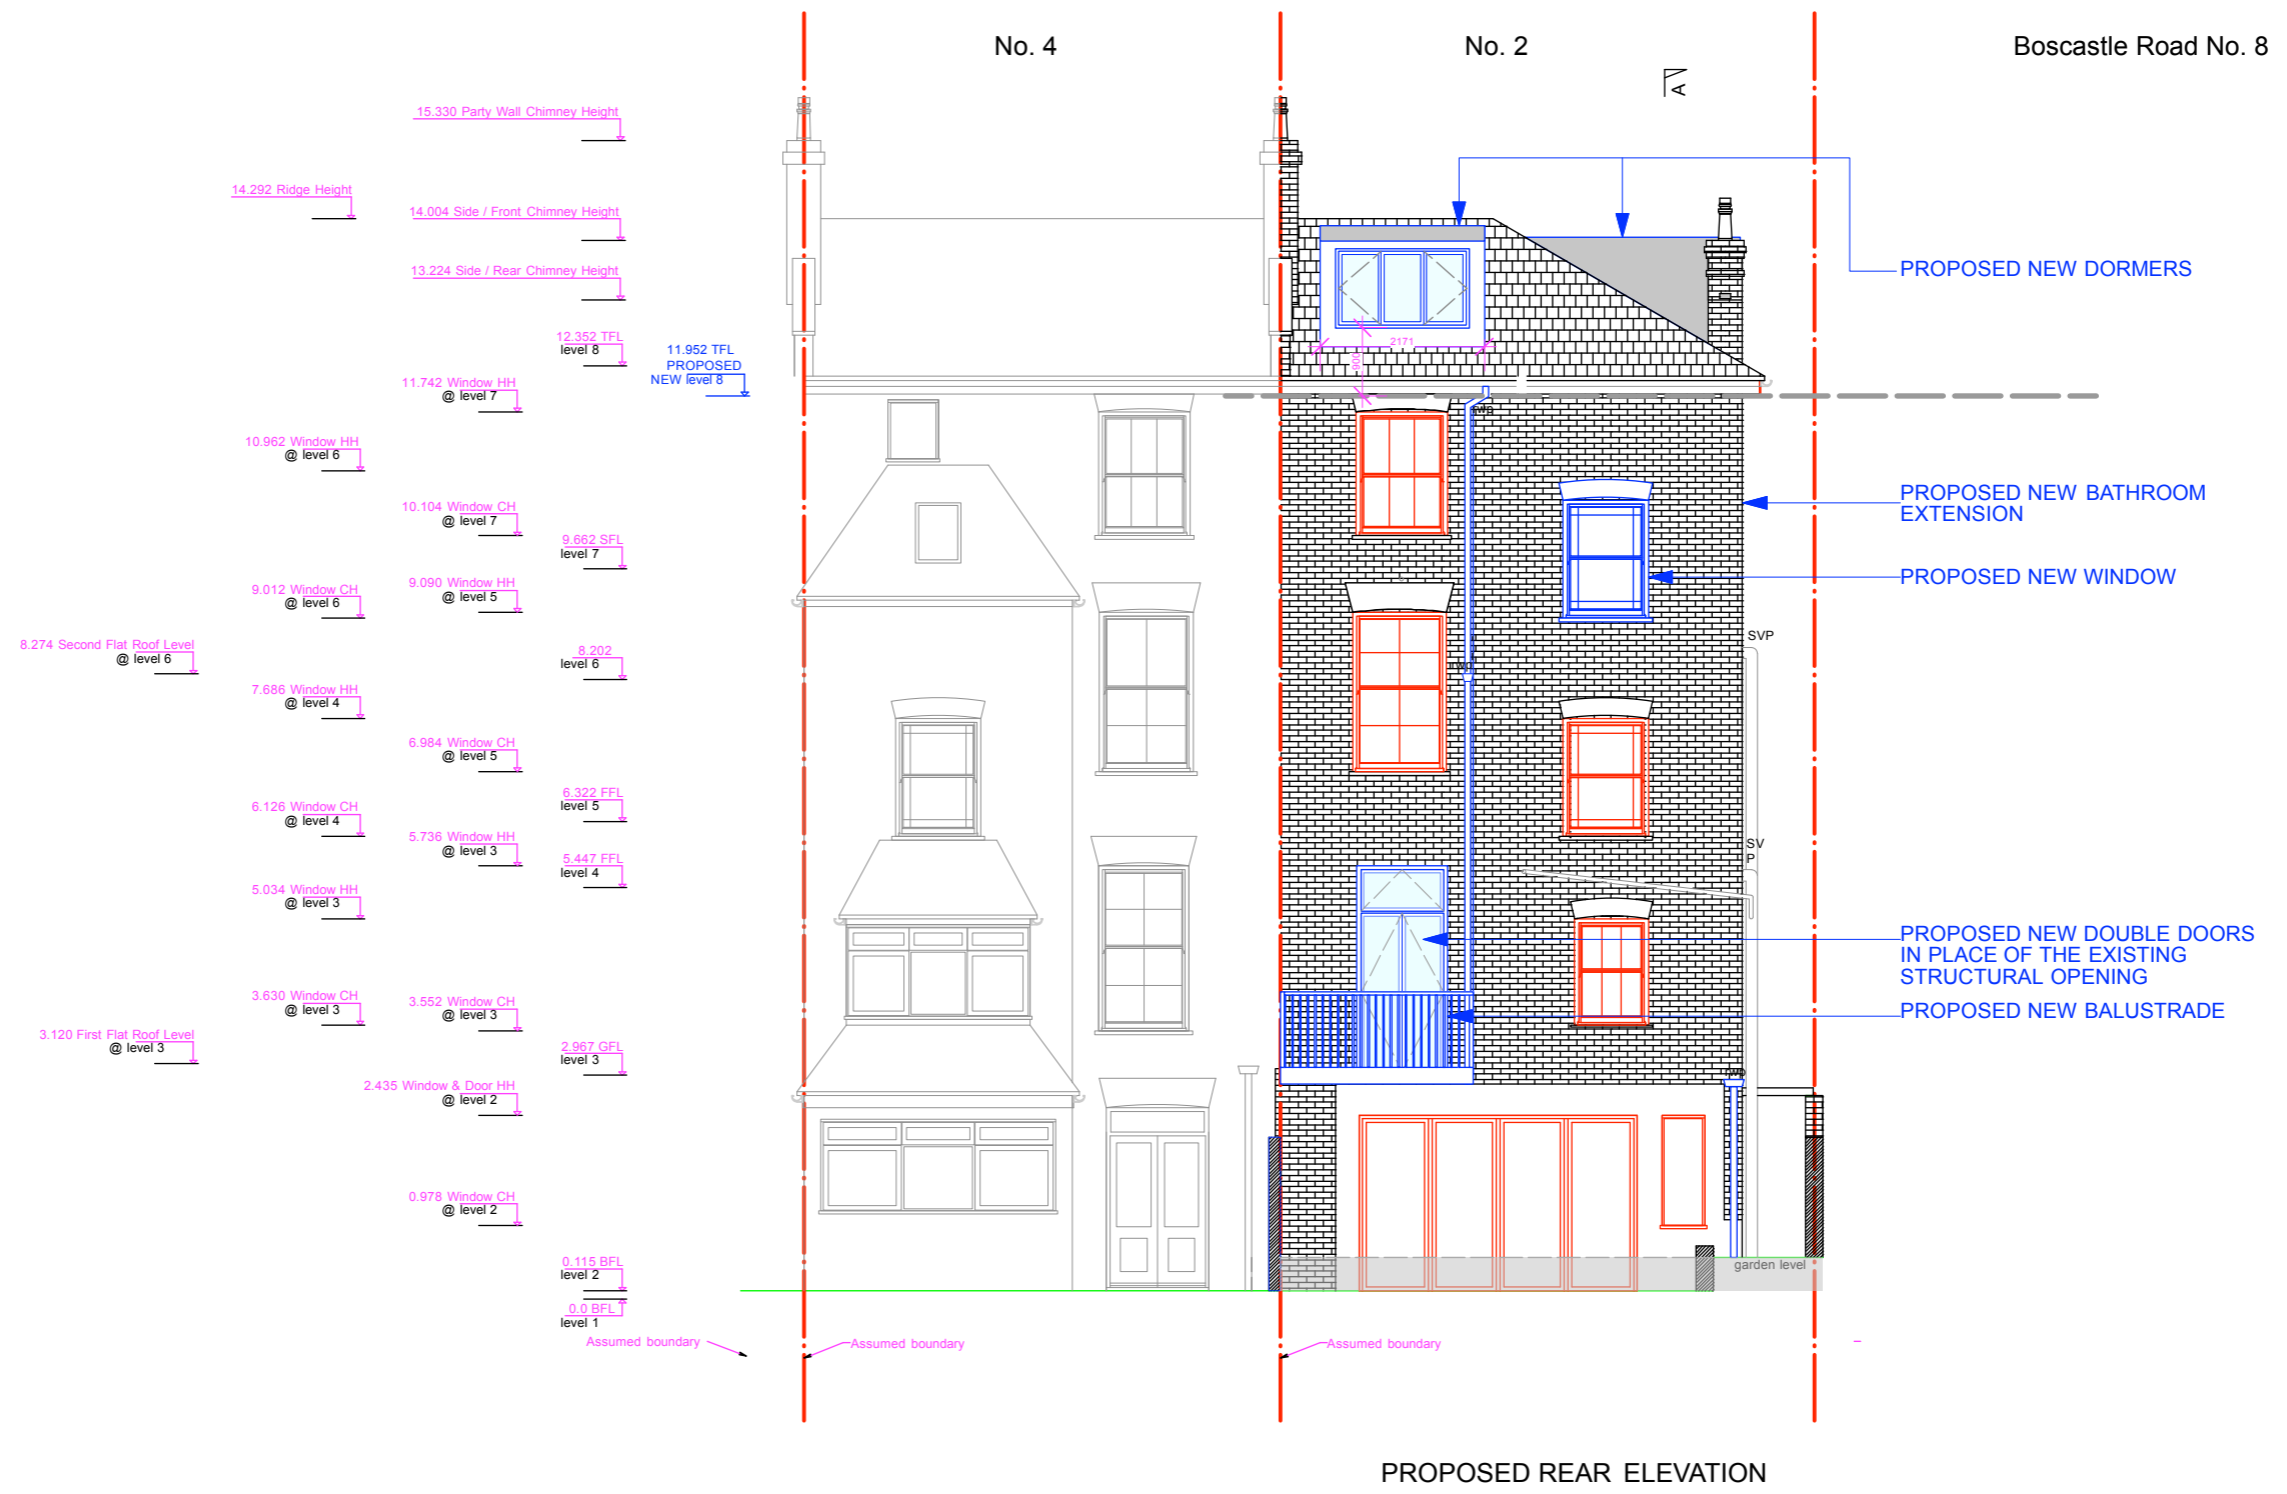 No. 4
No. 2
Boscastle Road No. 8
A
15.330 Party Wall Chimney Height
14.292 Ridge Height
14.004 Side / Front Chimney Height
13.224 Side / Rear Chimney Height
PROPOSED NEW DORMERS
12.352 TFL
level 8
11.952 TFL
PROPOSED
NEW level 8
2171
900
11.742 Window HH
@ level 7
rwp
10.962 Window HH
@ level 6
10.104 Window CH
@ level 7
PROPOSED NEW BATHROOM
EXTENSION
9.662 SFL
level 7
PROPOSED NEW WINDOW
9.012 Window CH
@ level 6
9.090 Window HH
@ level 5
8.274 Second Flat Roof Level
@ level 6
8.202
level 6
SVP
rwp
7.686 Window HH
@ level 4
6.984 Window CH
@ level 5
6.322 FFL
level 5
6.126 Window CH
@ level 4
5.736 Window HH
@ level 3
SV
P
5.447 FFL
level 4
5.034 Window HH
@ level 3
PROPOSED NEW DOUBLE DOORS
IN PLACE OF THE EXISTING
STRUCTURAL OPENING
3.630 Window CH
@ level 3
3.552 Window CH
@ level 3
PROPOSED NEW BALUSTRADE
3.120 First Flat Roof Level
@ level 3
2.967 GFL
level 3
rwp
2.435 Window & Door HH
@ level 2
0.978 Window CH
@ level 2
0.115 BFL
level 2
garden level
0.0 BFL
level 1
Assumed boundary
Assumed boundary
Assumed boundary
PROPOSED REAR ELEVATION